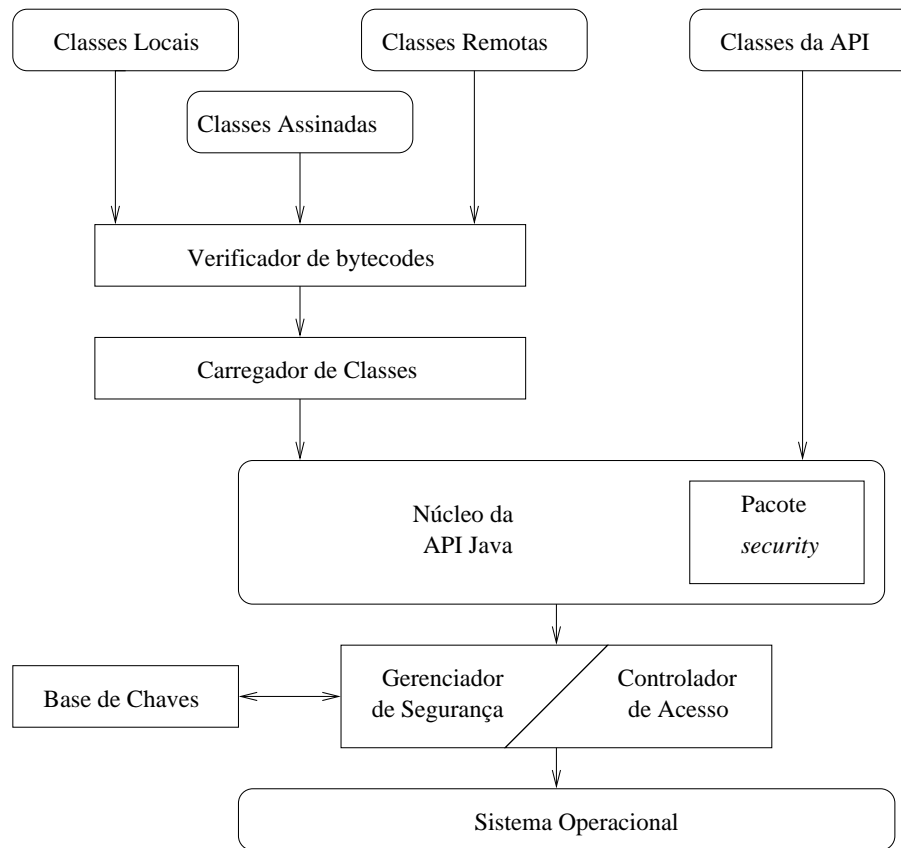 Classes Locais
Classes Remotas
Classes da API
Classes Assinadas
Verificador de bytecodes
Carregador de Classes
Núcleo da
API Java
Pacote
security
Base de Chaves
Gerenciador
de Segurança
Controlador
de Acesso
Sistema Operacional